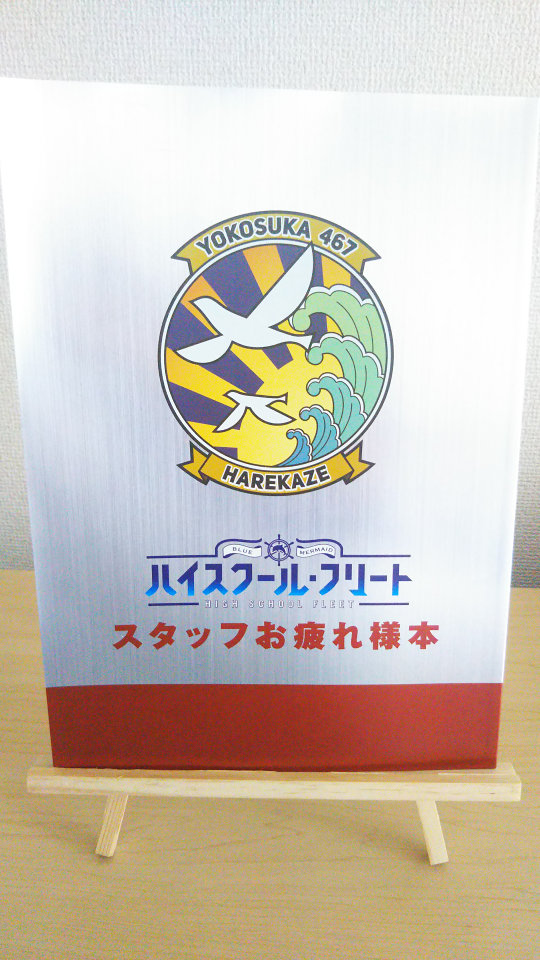 YOKOSUKA 467
HAREKAZE
BLUE MERMAID
ハイスクール・フリート
HIGH SCHOOL FLEET
スタッフお疲れ様本